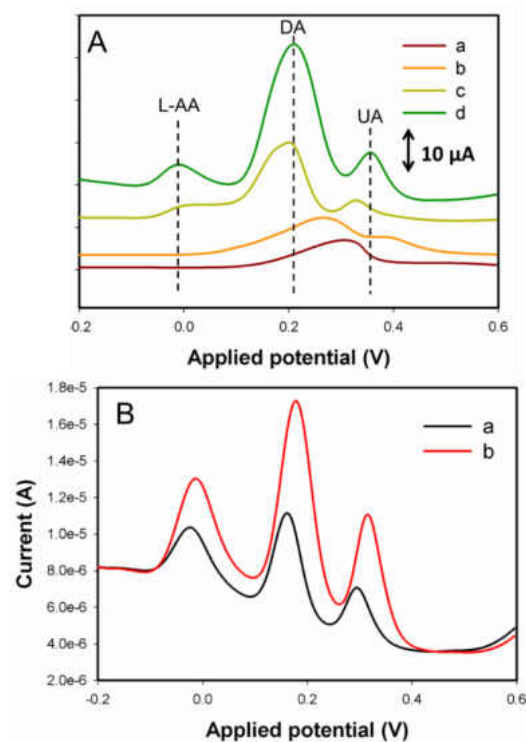 A
DA
L-AA
UA
a
b
c
d
10 µA
-0.2 0.0 0.2 0.4 0.6
Applied potential (V)
B
a
b
1.8e-5
1.6e-5
1.4e-5
1.2e-5
1.0e-5
8.0e-6
6.0e-6
4.0e-6
2.0e-6
Current (A)
-0.2 0.0 0.2 0.4 0.6
Applied potential (V)